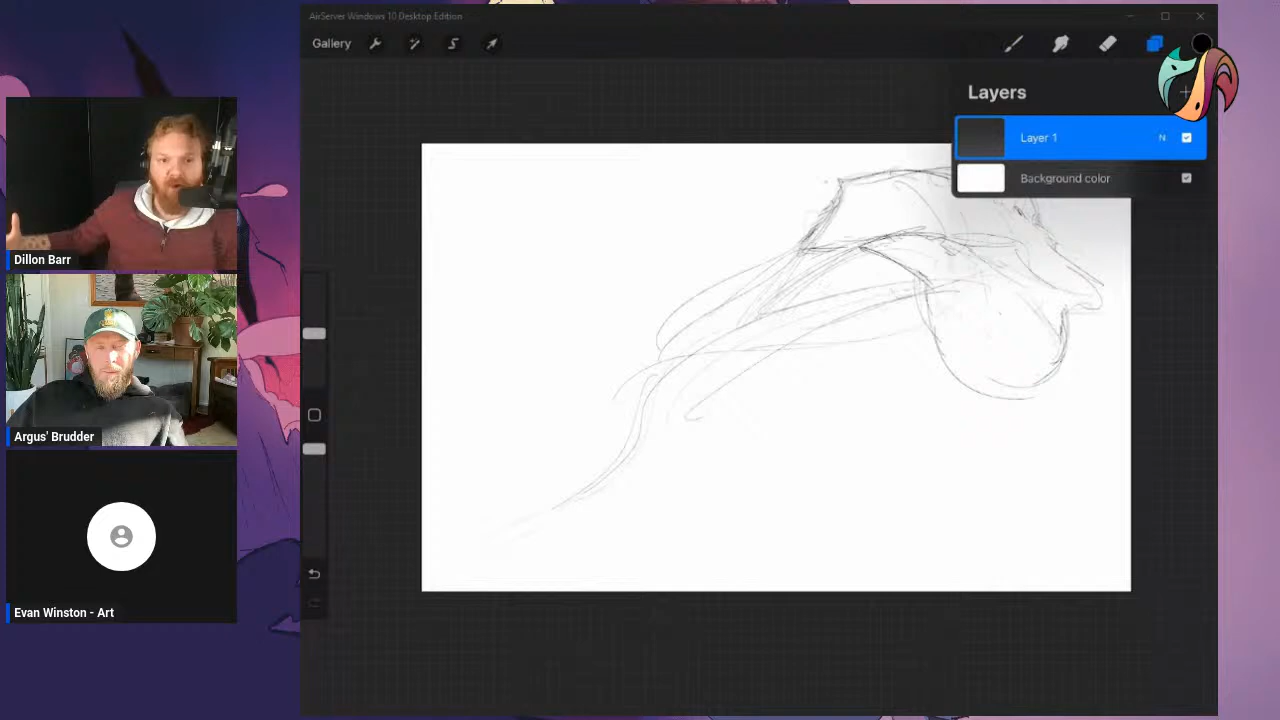 AirServer Windows 10 Desktop Edition
Gallery
Layers
Layer 1 N
Background color
Dillon Barr
Argus' Brudder
Evan Winston - Art